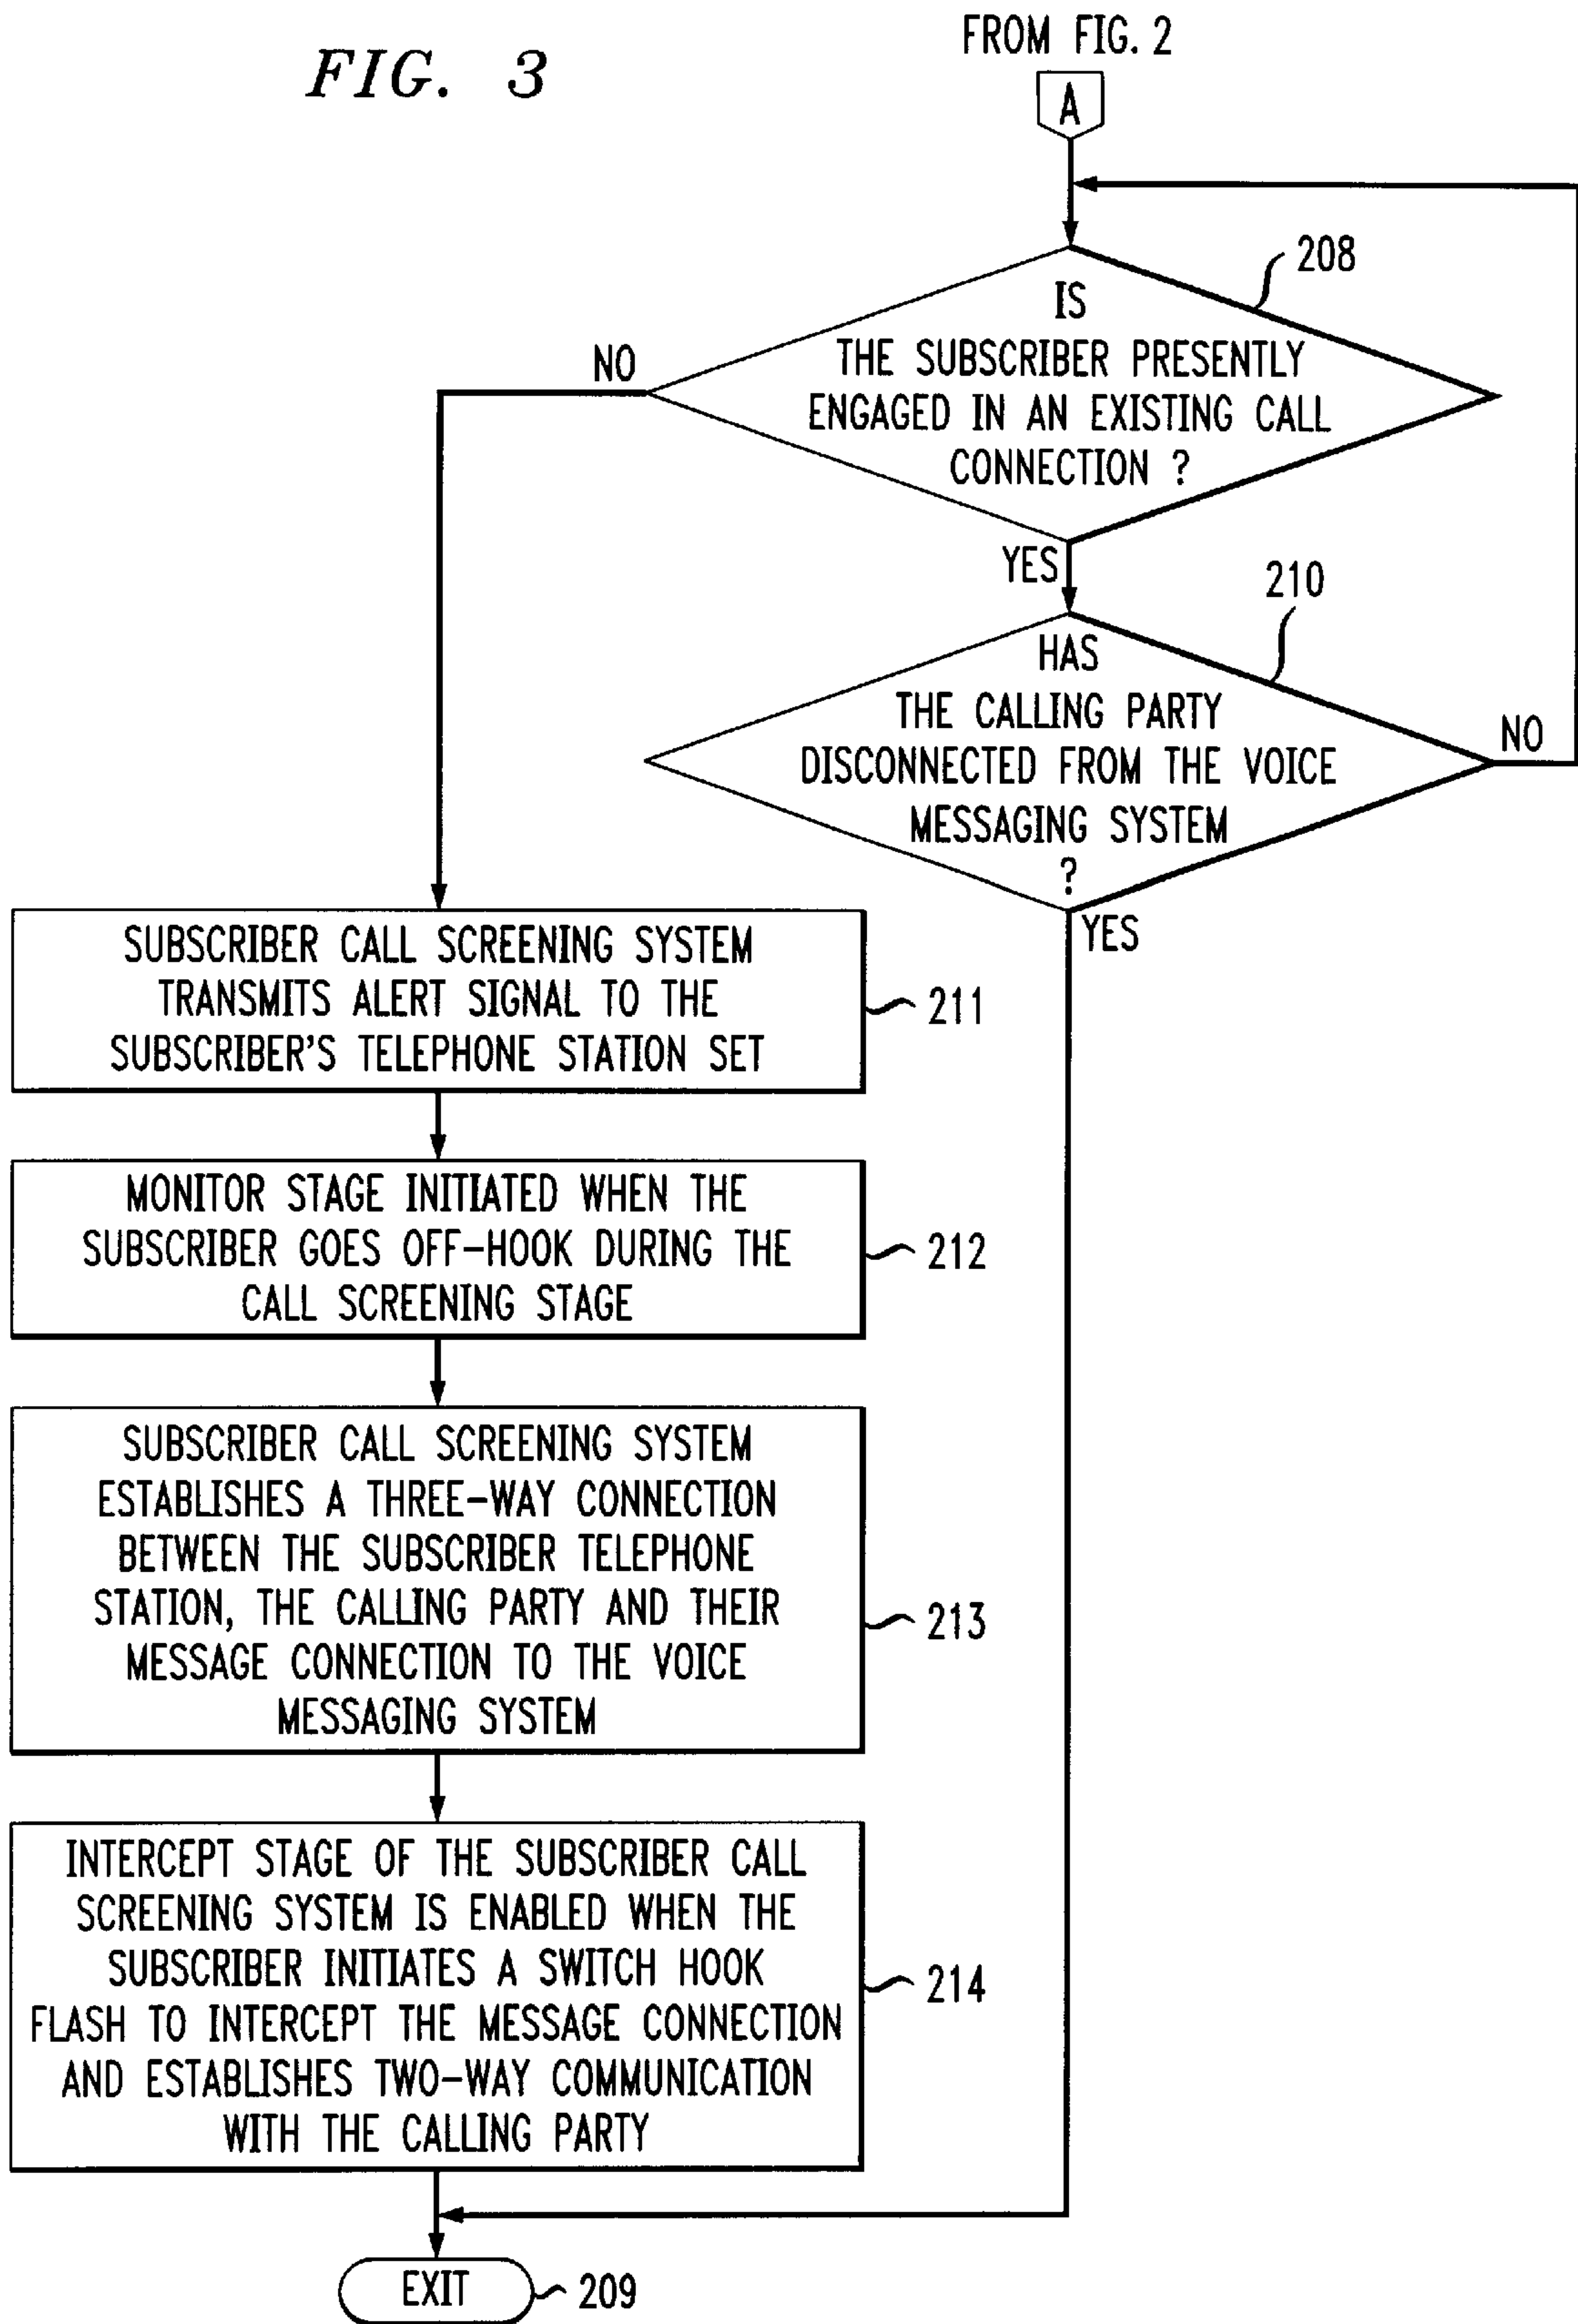 FIG. 3
FROM FIG. 2
A
208
IS
THE SUBSCRIBER PRESENTLY
ENGAGED IN AN EXISTING CALL
CONNECTION ?
NO
YES
210
HAS
THE CALLING PARTY
DISCONNECTED FROM THE VOICE
MESSAGING SYSTEM
?
NO
YES
SUBSCRIBER CALL SCREENING SYSTEM
TRANSMITS ALERT SIGNAL TO THE
SUBSCRIBER'S TELEPHONE STATION SET
211
MONITOR STAGE INITIATED WHEN THE
SUBSCRIBER GOES OFF-HOOK DURING THE
CALL SCREENING STAGE
212
SUBSCRIBER CALL SCREENING SYSTEM
ESTABLISHES A THREE-WAY CONNECTION
BETWEEN THE SUBSCRIBER TELEPHONE
STATION, THE CALLING PARTY AND THEIR
MESSAGE CONNECTION TO THE VOICE
MESSAGING SYSTEM
213
INTERCEPT STAGE OF THE SUBSCRIBER CALL
SCREENING SYSTEM IS ENABLED WHEN THE
SUBSCRIBER INITIATES A SWITCH HOOK
FLASH TO INTERCEPT THE MESSAGE CONNECTION
AND ESTABLISHES TWO-WAY COMMUNICATION
WITH THE CALLING PARTY
214
EXIT
209